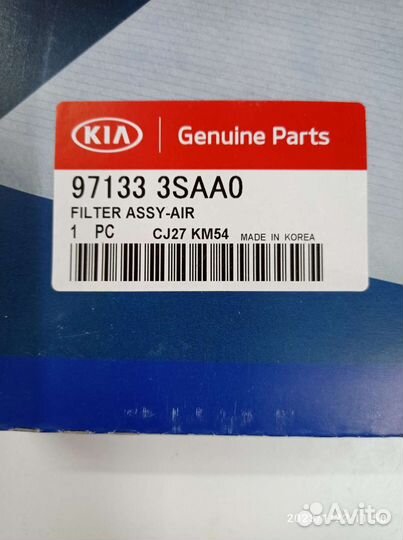 KIA Genuine Parts
97133 3SAA0
FILTER ASSY-AIR
1 PC CJ27 KM54 MADE IN KOREA
Avito